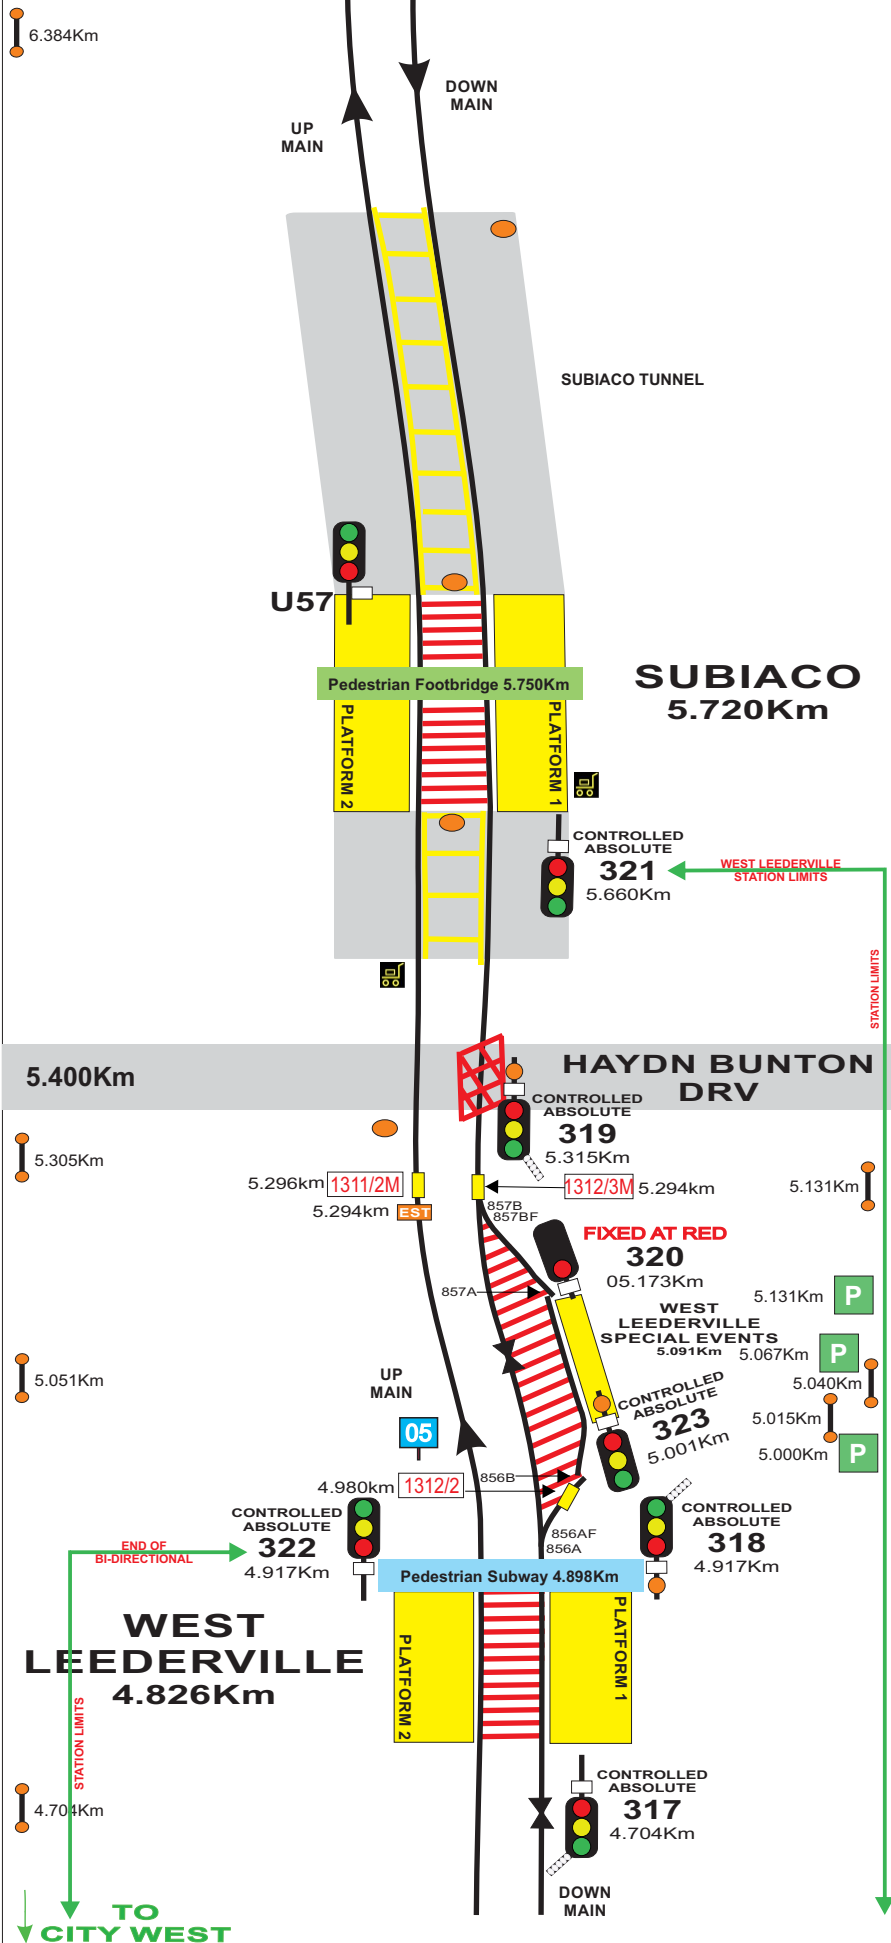 6.384Km
DOWN
MAIN
UP
MAIN
SUBIACO TUNNEL
U57
Pedestrian Footbridge 5.750Km
SUBIACO
5.720Km
PLATFORM 2
PLATFORM 1
CONTROLLED
ABSOLUTE
321
5.660Km
WEST LEEDERVILLE
STATION LIMITS
STATION LIMITS
5.400Km
HAYDN BUNTON
DRV
CONTROLLED
ABSOLUTE
319
5.315Km
5.305Km
5.296km
1311/2M
1312/3M
5.294km
5.131Km
5.294km
EST
857B
857BF
FIXED AT RED
320
05.173Km
857A
5.131Km
P
WEST
LEEDERVILLE
SPECIAL EVENTS
5.091Km
5.067Km
P
5.051Km
UP
MAIN
5.040Km
CONTROLLED
ABSOLUTE
323
5.001Km
5.015Km
05
5.000Km
P
4.980km
1312/2
856B
CONTROLLED
ABSOLUTE
322
4.917Km
CONTROLLED
ABSOLUTE
318
4.917Km
856AF
856A
END OF
BI-DIRECTIONAL
Pedestrian Subway 4.898Km
WEST
LEEDERVILLE
4.826Km
PLATFORM 2
PLATFORM 1
STATION LIMITS
CONTROLLED
ABSOLUTE
317
4.704Km
4.704Km
DOWN
MAIN
TO
CITY WEST